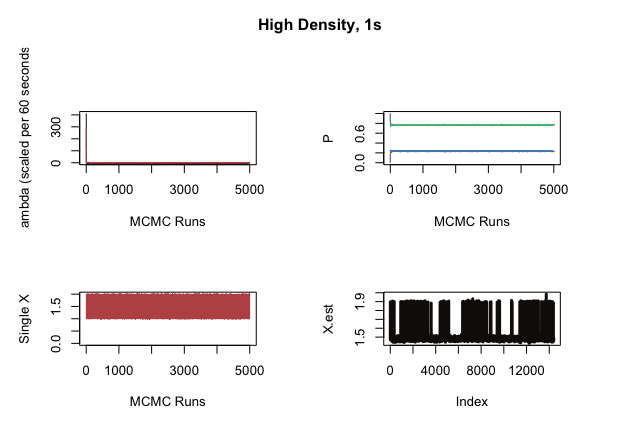 High Density, 1s
ambda (scaled per 60 seconds
300
0
0 1000 3000 5000
MCMC Runs
P
0.6
0.0
0 1000 3000 5000
MCMC Runs
Single X
1.5
0.0
0 1000 3000 5000
MCMC Runs
X.est
1.9
1.5
0 4000 8000 12000
Index